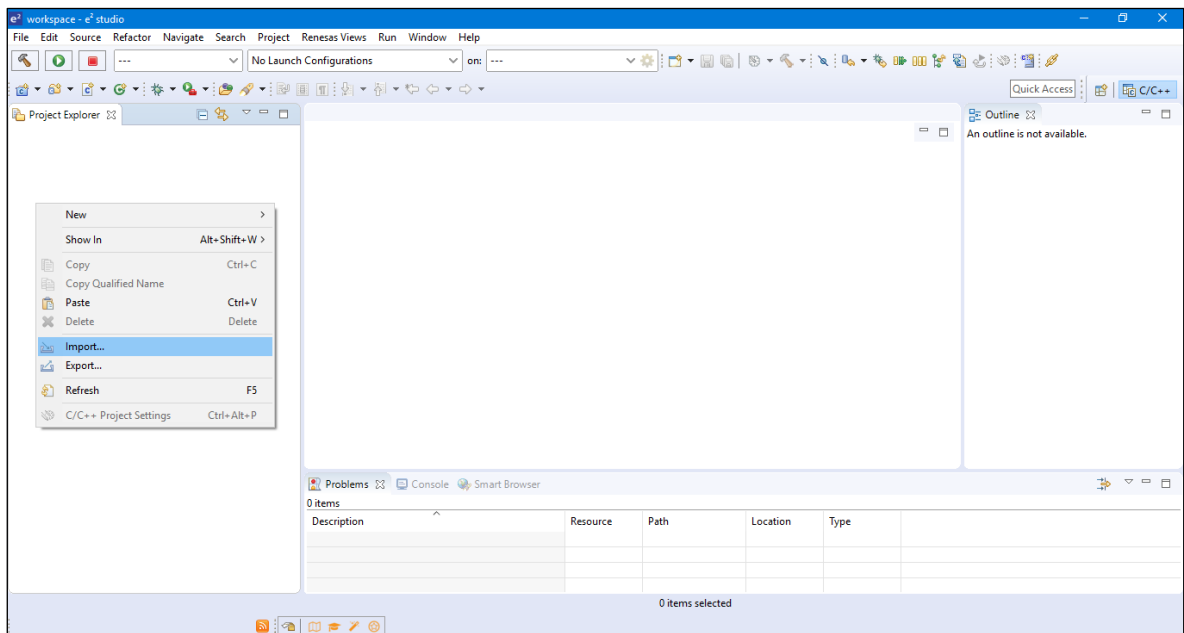 e² workspace - e² studio
File Edit Source Refactor Navigate Search Project Renesas Views Run Window Help
--- No Launch Configurations on: ---
Quick Access C/C++
Project Explorer
Outline
An outline is not available.
New
Show In Alt+Shift+W >
Copy Ctrl+C
Copy Qualified Name
Paste Ctrl+V
Delete Delete
Import...
Export...
Refresh F5
C/C++ Project Settings Ctrl+Alt+P
Problems Console Smart Browser
0 items
Description Resource Path Location Type
0 items selected